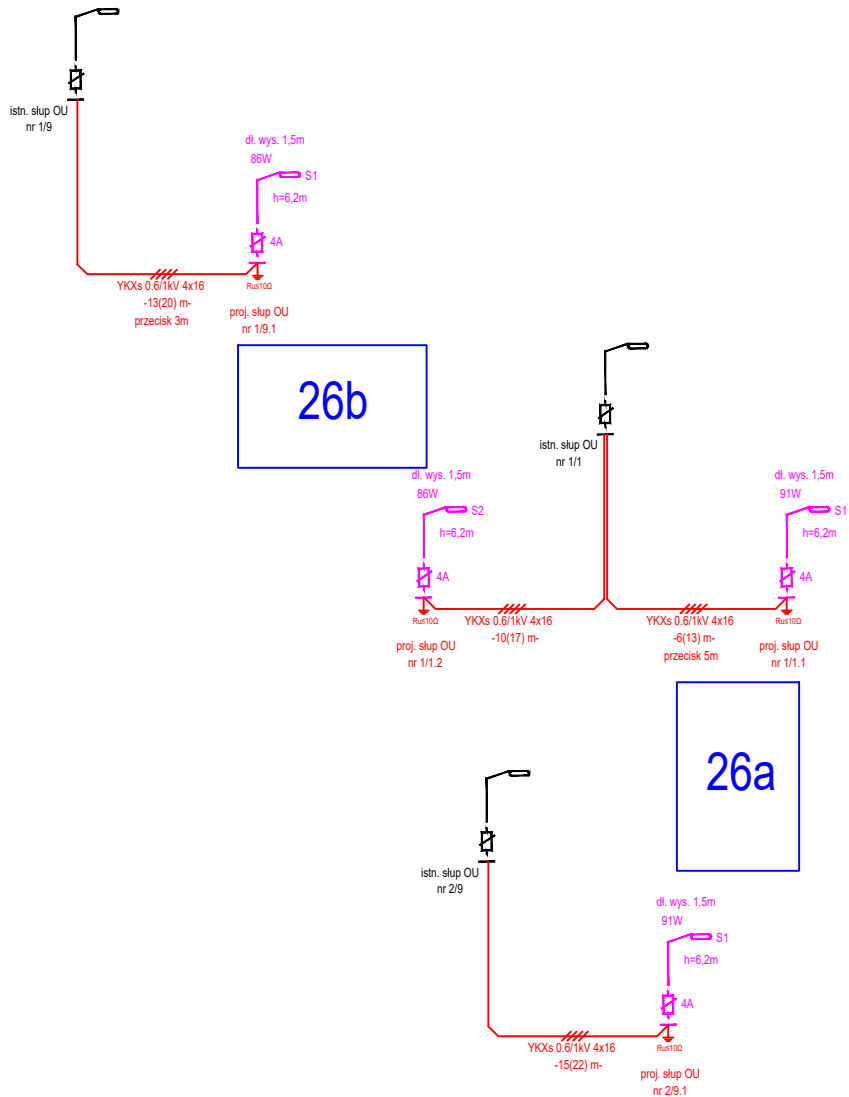 istn. słup OU
nr 1/9
dł. wys. 1,5m
86W
S1
h=6,2m
4A
Ru≤10Ω
YKXs 0.6/1kV 4x16
-13(20) m-
przecisk 3m
proj. słup OU
nr 1/9.1
26b
istn. słup OU
nr 1/1
dł. wys. 1,5m
86W
S2
h=6,2m
4A
Ru≤10Ω
YKXs 0.6/1kV 4x16
-10(17) m-
proj. słup OU
nr 1/1.2
dł. wys. 1,5m
91W
S1
h=6,2m
4A
Ru≤10Ω
YKXs 0.6/1kV 4x16
-6(13) m-
przecisk 5m
proj. słup OU
nr 1/1.1
26a
istn. słup OU
nr 2/9
dł. wys. 1,5m
91W
S1
h=6,2m
4A
Ru≤10Ω
YKXs 0.6/1kV 4x16
-15(22) m-
proj. słup OU
nr 2/9.1